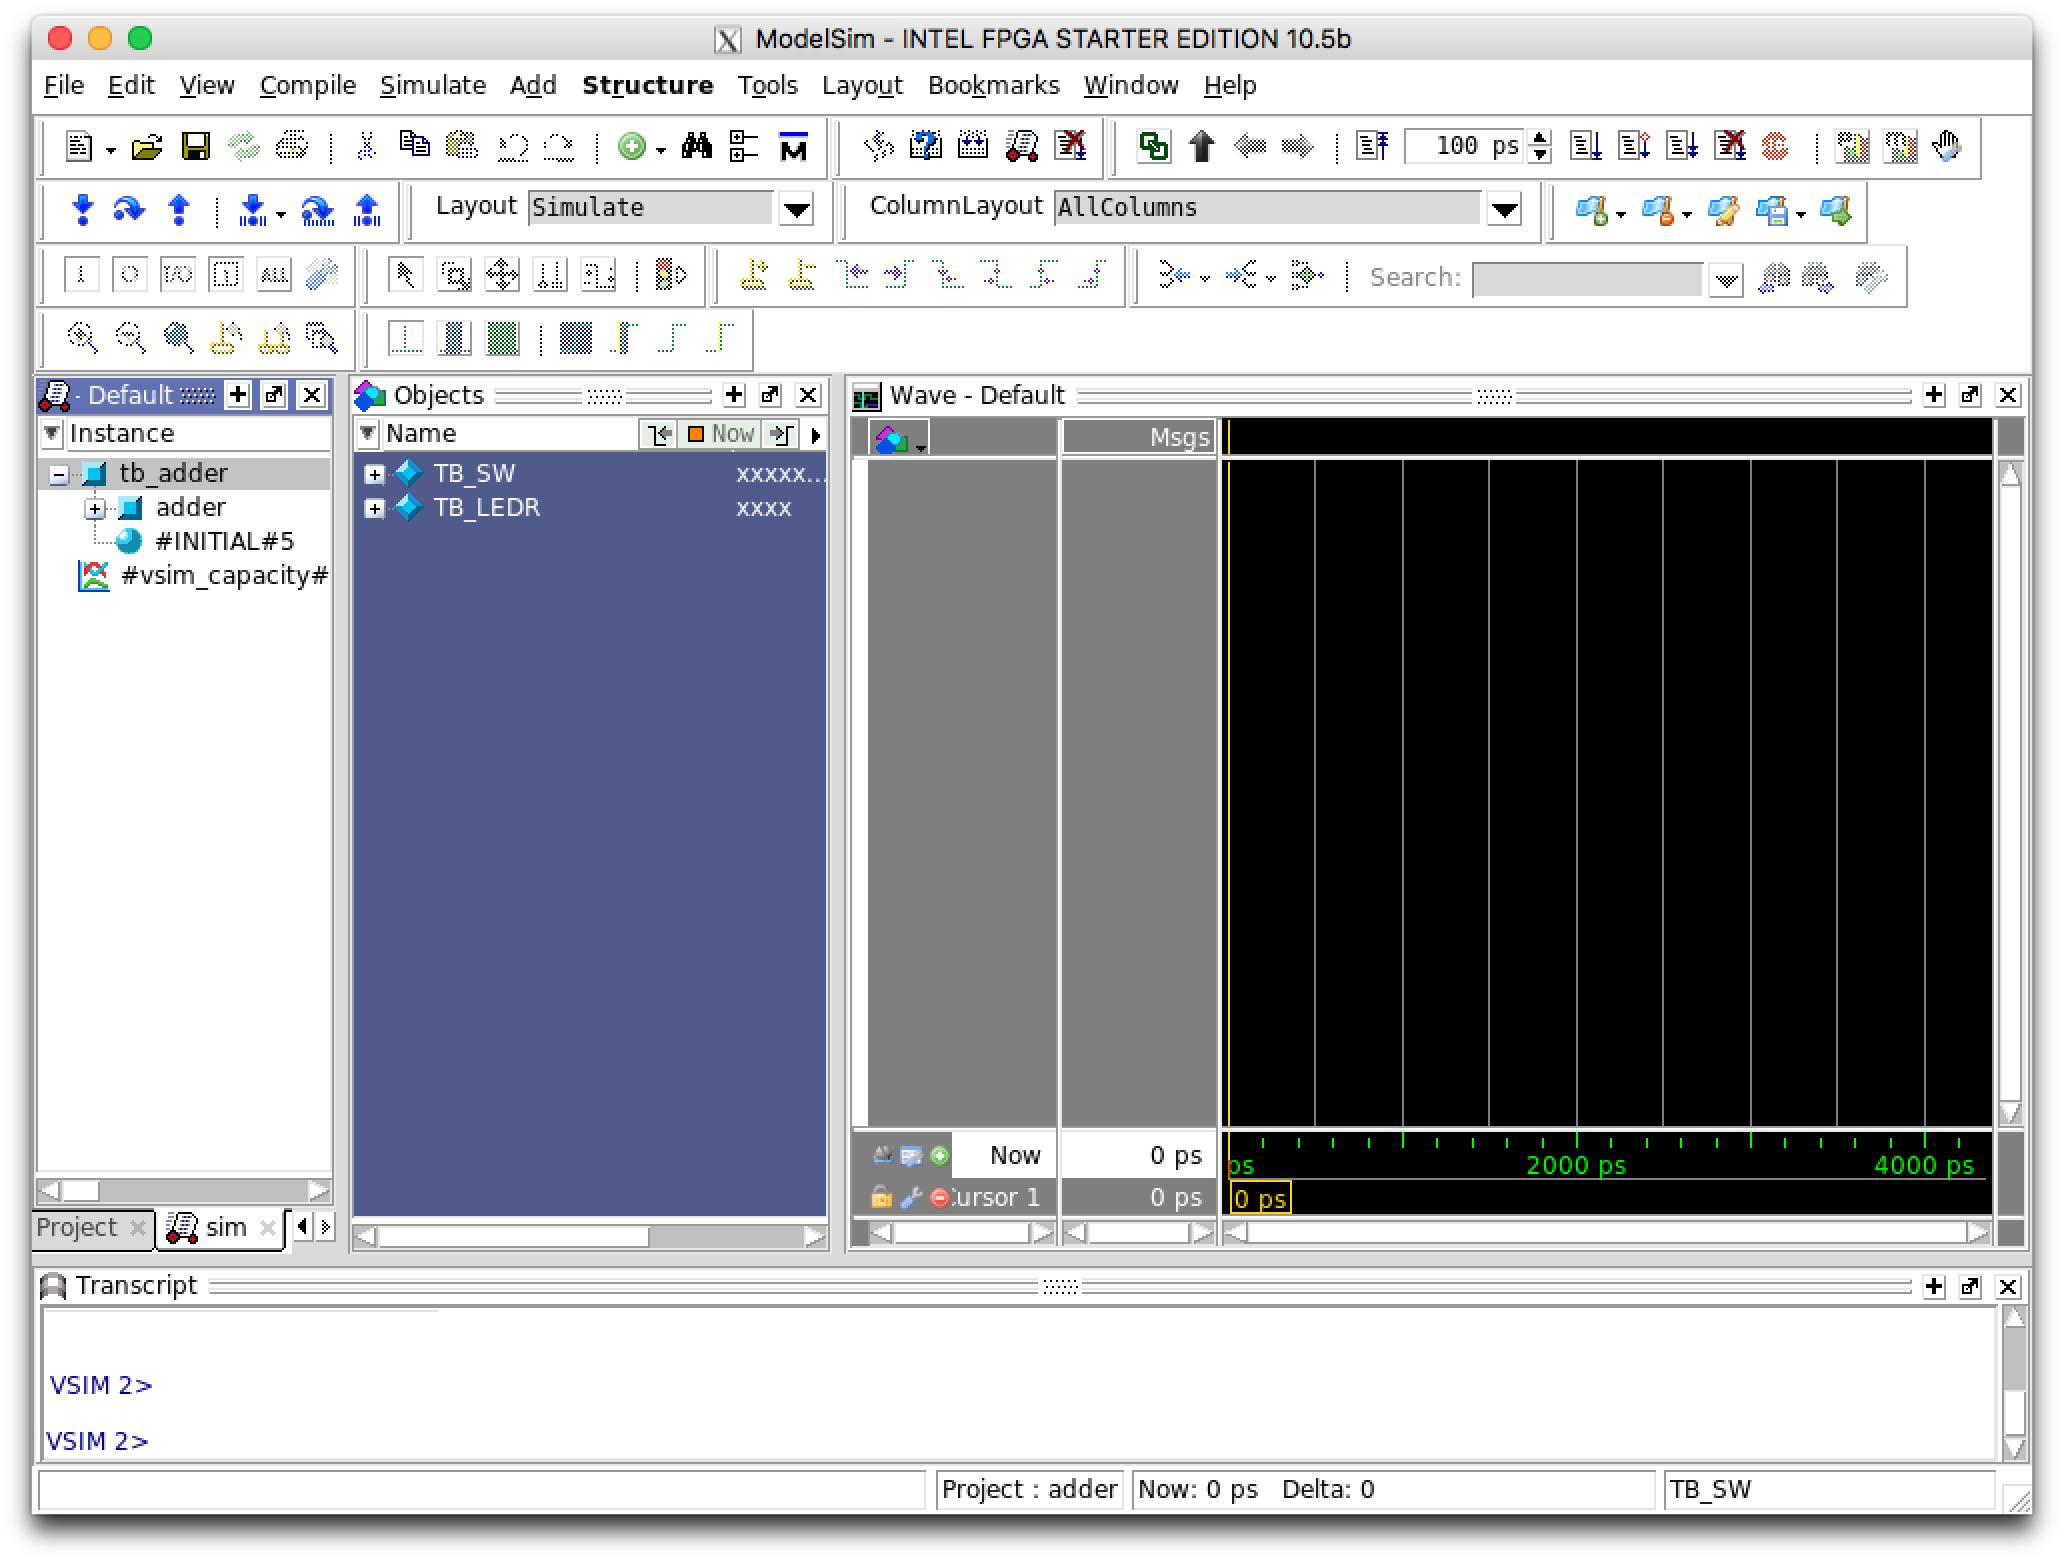 ModelSim - INTEL FPGA STARTER EDITION 10.5b
File Edit View Compile Simulate Add Structure Tools Layout Bookmarks Window Help
100 ps
Layout Simulate ColumnLayout AllColumns
I O I/O ALL Search:
Default
Instance
tb_adder
adder
#INITIAL#5
#vsim_capacity#
Project sim
Objects
Name Now
TB_SW xxxxx...
TB_LEDR xxxx
Wave - Default
Msgs
Now 0 ps
Cursor 1 0 ps
ps 2000 ps 4000 ps
0 ps
Transcript
VSIM 2>
VSIM 2>
Project : adder Now: 0 ps Delta: 0 TB_SW